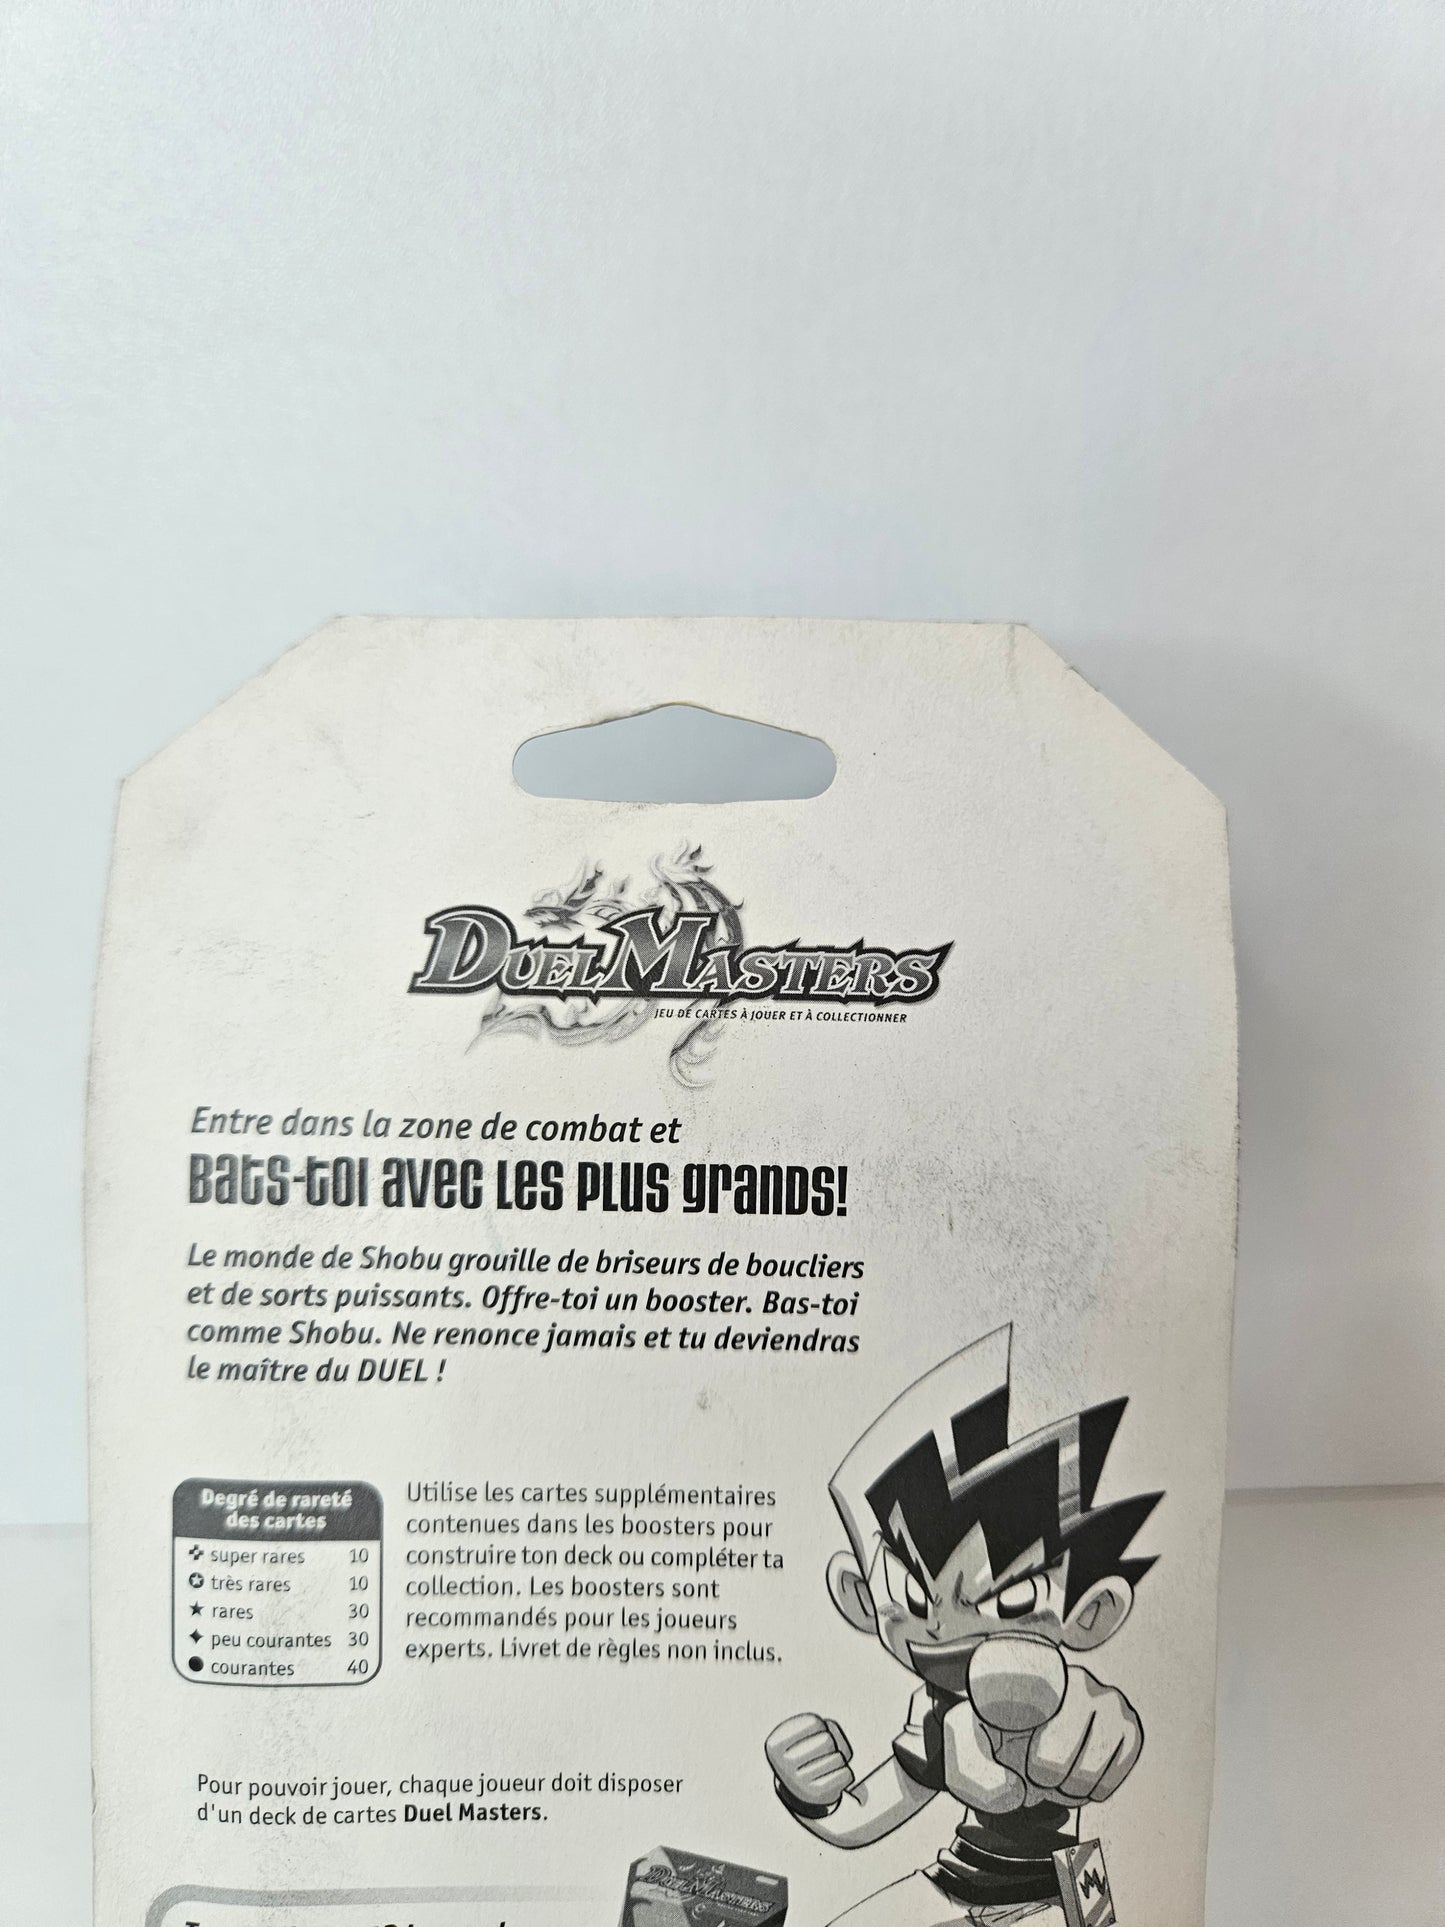 DUEL MASTERS
JEU DE CARTES À JOUER ET À COLLECTIONNER
Entre dans la zone de combat et
Bats-toi avec les plus grands!
Le monde de Shobu grouille de briseurs de boucliers
et de sorts puissants. Offre-toi un booster. Bas-toi
comme Shobu. Ne renonce jamais et tu deviendras
le maître du DUEL !
Degré de rareté
des cartes
super rares 10
très rares 10
rares 30
peu courantes 30
courantes 40
Utilise les cartes supplémentaires
contenues dans les boosters pour
construire ton deck ou compléter ta
collection. Les boosters sont
recommandés pour les joueurs
experts. Livret de règles non inclus.
Pour pouvoir jouer, chaque joueur doit disposer
d'un deck de cartes Duel Masters.
DUEL MASTERS